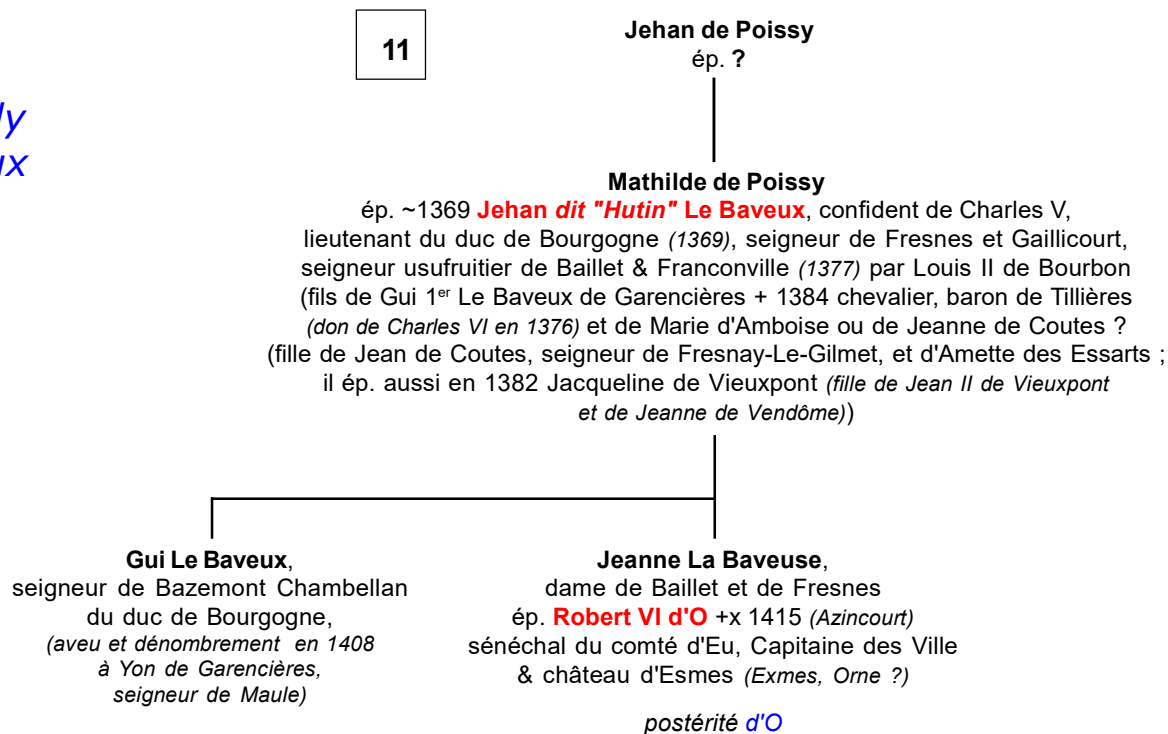 11
Jehan de Poissy
ép. ?
Mathilde de Poissy
ép. ~1369 Jehan dit "Hutin" Le Baveux, confident de Charles V,
lieutenant du duc de Bourgogne (1369), seigneur de Fresnes et Gaillicourt,
seigneur usufruitier de Baillet & Franconville (1377) par Louis II de Bourbon
(fils de Gui 1er Le Baveux de Garencières + 1384 chevalier, baron de Tillières
(don de Charles VI en 1376) et de Marie d'Amboise ou de Jeanne de Coutes ?
(fille de Jean de Coutes, seigneur de Fresnay-Le-Gilmet, et d'Amette des Essarts ;
il ép. aussi en 1382 Jacqueline de Vieuxpont (fille de Jean II de Vieuxpont
et de Jeanne de Vendôme))
Gui Le Baveux,
seigneur de Bazemont Chambellan
du duc de Bourgogne,
(aveu et dénombrement en 1408
à Yon de Garencières,
seigneur de Maule)
Jeanne La Baveuse,
dame de Baillet et de Fresnes
ép. Robert VI d'O +x 1415 (Azincourt)
sénéchal du comté d'Eu, Capitaine des Ville
& château d'Esmes (Exmes, Orne ?)
postérité d'O